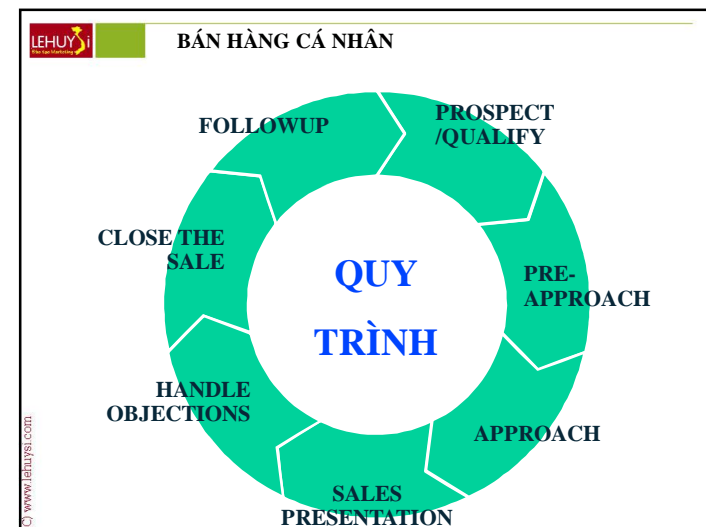 LEHUYSi
BÁN HÀNG CÁ NHÂN
PROSPECT
/QUALIFY
PRE-
APPROACH
APPROACH
SALES
PRESENTATION
HANDLE
OBJECTIONS
CLOSE THE
SALE
FOLLOWUP
QUY
TRÌNH
C) www.lehuysi.com